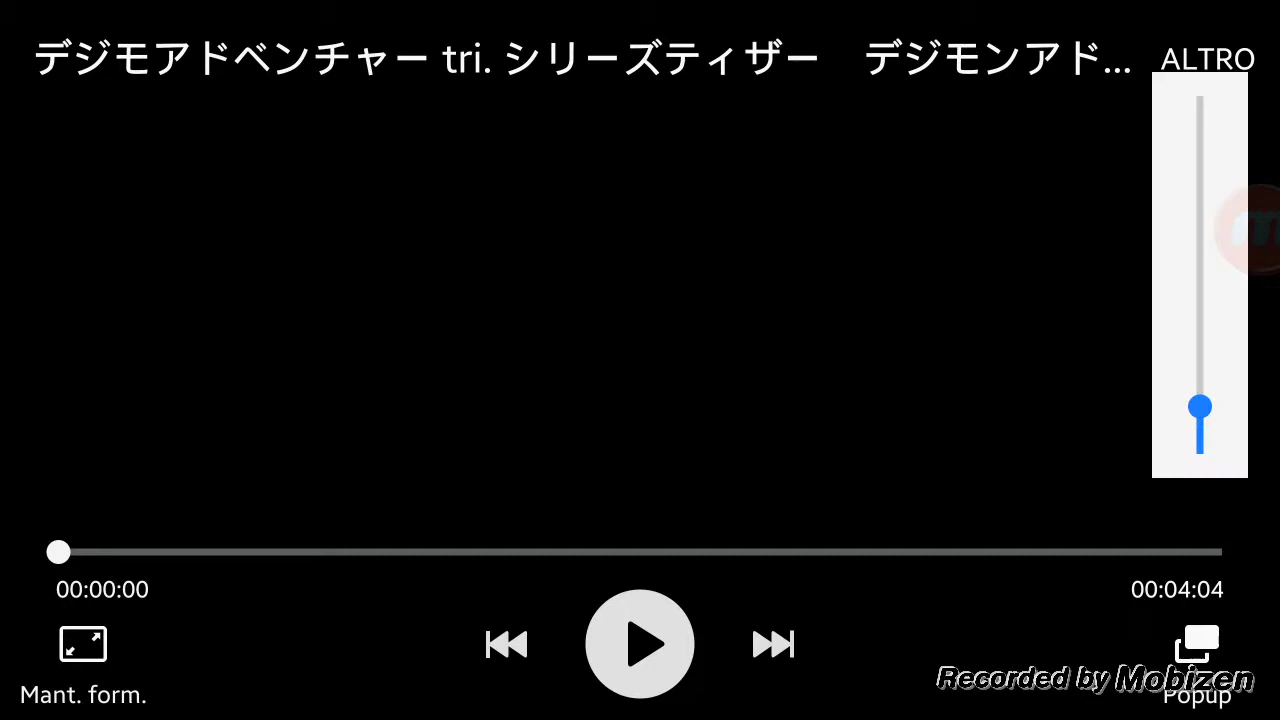 デジモアドベンチャー tri. シリーズティザー　デジモンアド... ALTRO
00:00:00 00:04:04
Recorded by Mobizen
Mant. form. Popup